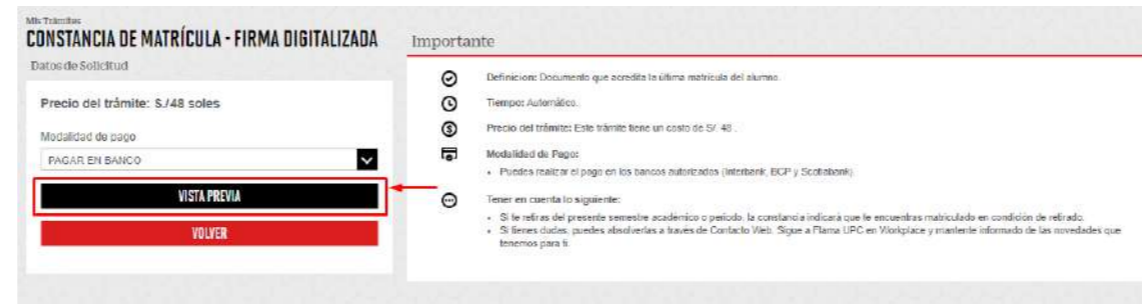 Mis Trámites
CONSTANCIA DE MATRÍCULA - FIRMA DIGITALIZADA
Datos de Solicitud
Precio del trámite: S./48 soles
Modalidad de pago
PAGAR EN BANCO
VISTA PREVIA
VOLVER
Importante
Definicion: Documento que acredita la última matrícula del alumno.
Tiempo: Automático.
Precio del trámite: Este trámite tiene un costo de S/. 48 .
Modalidad de Pago:
• Puedes realizar el pago en los bancos autorizados (Interbank, BCP y Scotiabank).
Tener en cuenta lo siguiente:
• Si te retiras del presente semestre académico o periodo, la constancia indicará que te encuentras matriculado en condición de retirado.
• Si tienes dudas, puedes absolverlas a través de Contacto Web. Sigue a Flama UPC en Workplace y mantente informado de las novedades que
tenemos para ti.